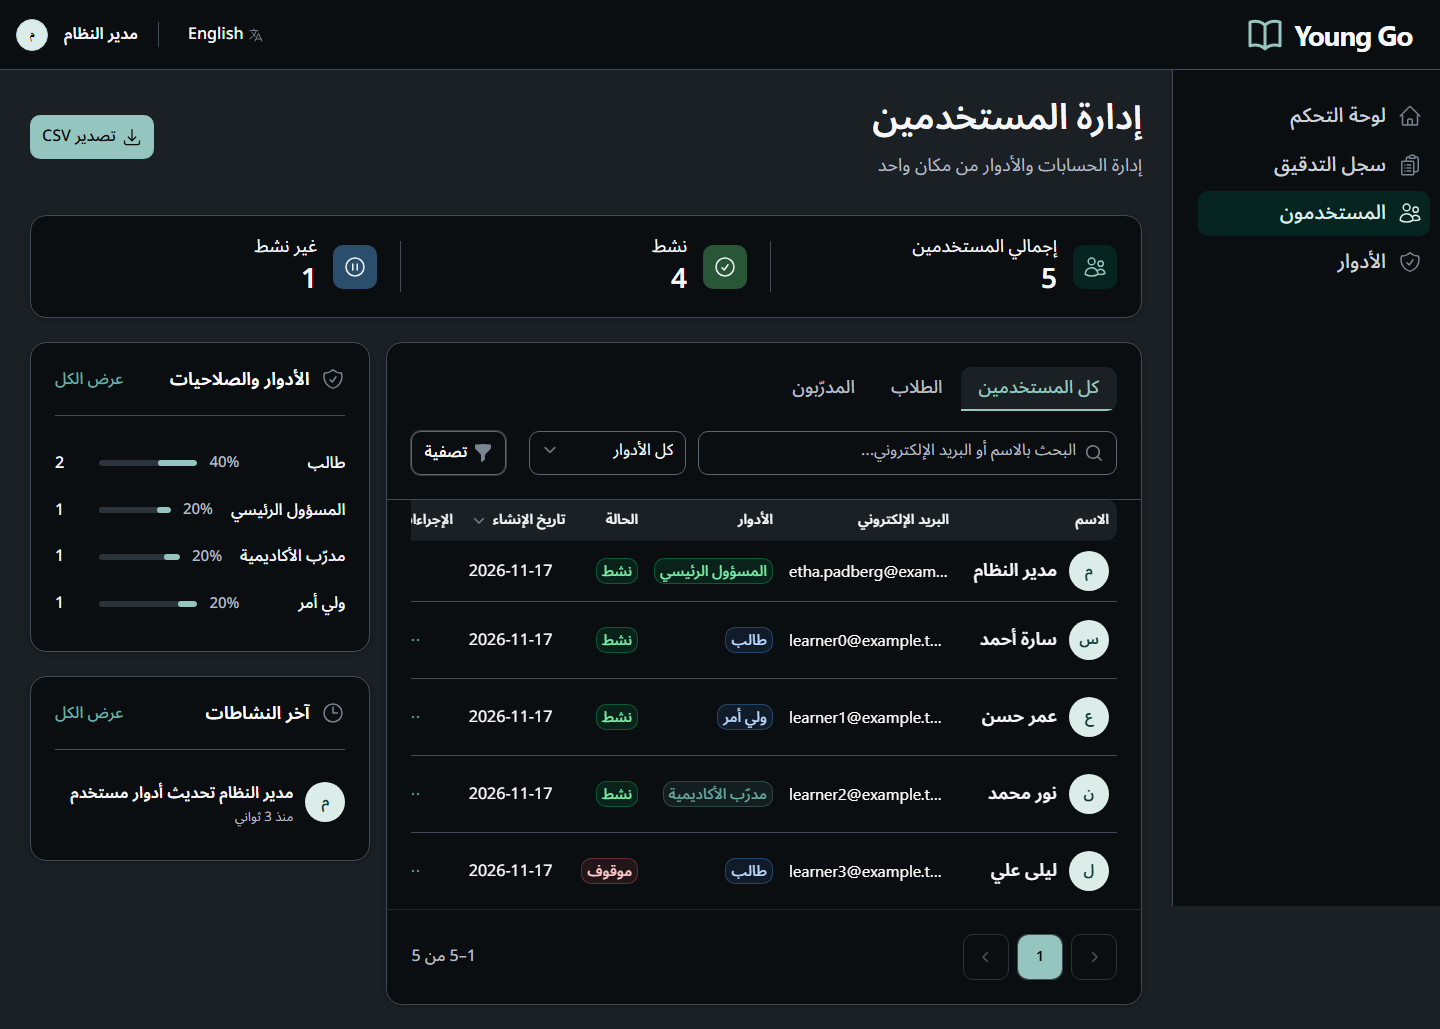 Young Go
English
مدير النظام
م
لوحة التحكم
سجل التدقيق
المستخدمون
الأدوار
إدارة المستخدمين
إدارة الحسابات والأدوار من مكان واحد
تصدير CSV
إجمالي المستخدمين
5
نشط
4
غير نشط
1
كل المستخدمين
الطلاب
المدرّبون
البحث بالاسم أو البريد الإلكتروني...
كل الأدوار
تصفية
الاسم البريد الإلكتروني الأدوار الحالة تاريخ الإنشاء
م مدير النظام etha.padberg@exam... المسؤول الرئيسي نشط 2026-11-17
س سارة أحمد learner0@example.t... طالب نشط 2026-11-17
ع عمر حسن learner1@example.t... ولي أمر نشط 2026-11-17
ن نور محمد learner2@example.t... مدرّب الأكاديمية نشط 2026-11-17
ل ليلى علي learner3@example.t... طالب موقوف 2026-11-17
1
1–5 من 5
الأدوار والصلاحيات
عرض الكل
طالب 40% 2
المسؤول الرئيسي 20% 1
مدرّب الأكاديمية 20% 1
ولي أمر 20% 1
آخر النشاطات
عرض الكل
م
مدير النظام تحديث أدوار مستخدم
منذ 3 ثواني